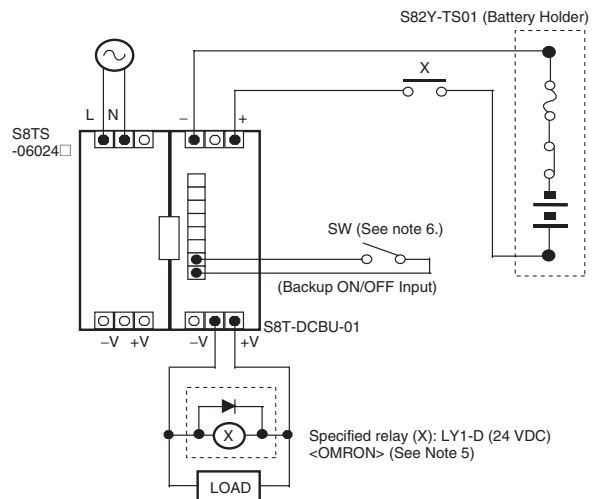 S82Y-TS01 (Battery Holder)
X
L N
− +
S8TS
-06024□
SW (See note 6.)
(Backup ON/OFF Input)
S8T-DCBU-01
−V +V
−V +V
X
Specified relay (X): LY1-D (24 VDC)
<OMRON> (See Note 5)
LOAD